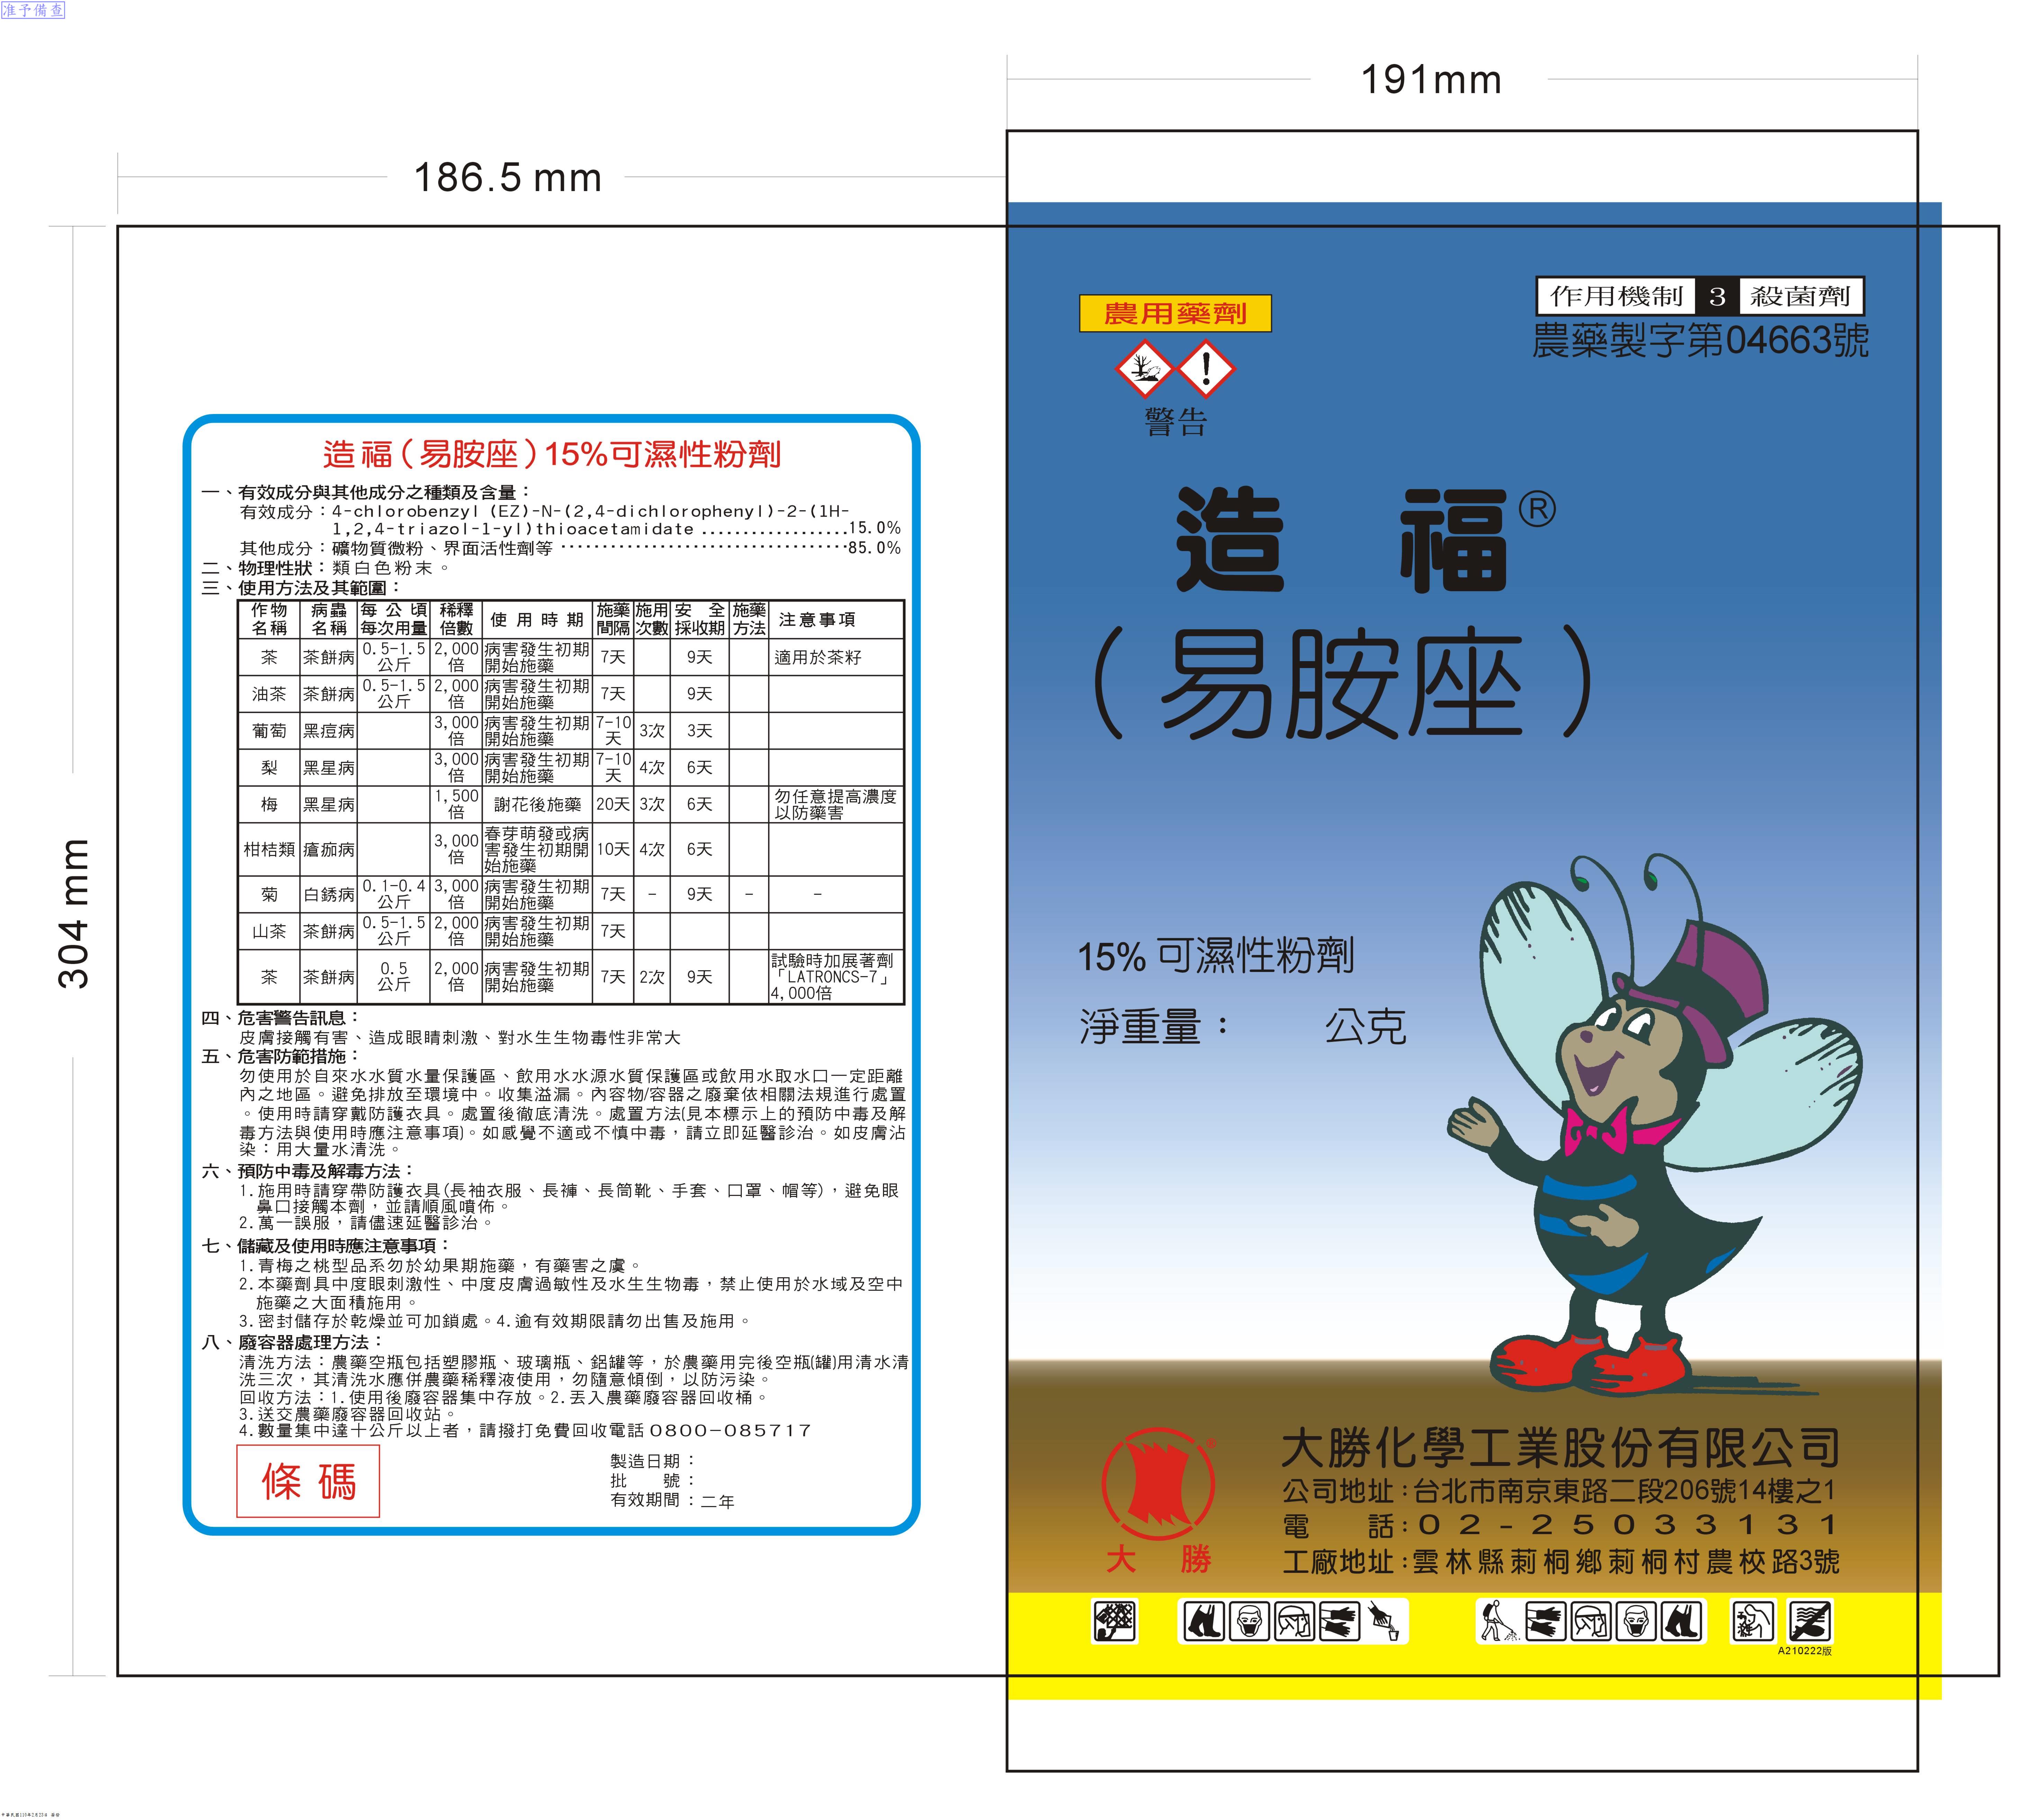 准予備查
191mm
186.5 mm
304 mm
造福(易胺座)15%可濕性粉劑
一、有效成分與其他成分之種類及含量：
有效成分：4-chlorobenzyl (EZ)-N-(2,4-dichlorophenyl)-2-(1H-
1,2,4-triazol-1-yl)thioacetamidate ..................15.0%
其他成分：礦物質微粉、界面活性劑等 ...................................85.0%
二、物理性狀：類白色粉末。
三、使用方法及其範圍：
作物名稱 病蟲名稱 每公頃每次用量 稀釋倍數 使用時期 施藥間隔 施用次數 安全採收期 施藥方法 注意事項
茶 茶餅病 0.5-1.5公斤 2,000倍 病害發生初期開始施藥 7天 9天 適用於茶籽
油茶 茶餅病 0.5-1.5公斤 2,000倍 病害發生初期開始施藥 7天 9天
葡萄 黑痘病 3,000倍 病害發生初期開始施藥 7-10天 3次 3天
梨 黑星病 3,000倍 病害發生初期開始施藥 7-10天 4次 6天
梅 黑星病 1,500倍 謝花後施藥 20天 3次 6天 勿任意提高濃度以防藥害
柑桔類 瘡痂病 3,000倍 春芽萌發或病害發生初期開始施藥 10天 4次 6天
菊 白銹病 0.1-0.4公斤 3,000倍 病害發生初期開始施藥 7天 - 9天 - -
山茶 茶餅病 0.5-1.5公斤 2,000倍 病害發生初期開始施藥 7天
茶 茶餅病 0.5公斤 2,000倍 病害發生初期開始施藥 7天 2次 9天 試驗時加展著劑「LATRONCS-7」4,000倍
四、危害警告訊息：
皮膚接觸有害、造成眼睛刺激、對水生生物毒性非常大
五、危害防範措施：
勿使用於自來水水質水量保護區、飲用水水源水質保護區或飲用水取水口一定距離
內之地區。避免排放至環境中。收集溢漏。內容物/容器之廢棄依相關法規進行處置
。使用時請穿戴防護衣具。處置後徹底清洗。處置方法(見本標示上的預防中毒及解
毒方法與使用時應注意事項)。如感覺不適或不慎中毒，請立即延醫診治。如皮膚沾
染：用大量水清洗。
六、預防中毒及解毒方法：
1.施用時請穿帶防護衣具(長袖衣服、長褲、長筒靴、手套、口罩、帽等)，避免眼
鼻口接觸本劑，並請順風噴佈。
2.萬一誤服，請儘速延醫診治。
七、儲藏及使用時應注意事項：
1.青梅之桃型品系勿於幼果期施藥，有藥害之虞。
2.本藥劑具中度眼刺激性、中度皮膚過敏性及水生生物毒，禁止使用於水域及空中
施藥之大面積施用。
3.密封儲存於乾燥並可加鎖處。4.逾有效期限請勿出售及施用。
八、廢容器處理方法：
清洗方法：農藥空瓶包括塑膠瓶、玻璃瓶、鋁罐等，於農藥用完後空瓶(罐)用清水清
洗三次，其清洗水應併農藥稀釋液使用，勿隨意傾倒，以防污染。
回收方法：1.使用後廢容器集中存放。2.丟入農藥廢容器回收桶。
3.送交農藥廢容器回收站。
4.數量集中達十公斤以上者，請撥打免費回收電話 0800-085717
條碼
製造日期：
批　　號：
有效期間：二年
農用藥劑
警告
作用機制 3 殺菌劑
農藥製字第04663號
造福®
(易胺座)
15% 可濕性粉劑
淨重量：　　公克
®
大勝
大勝化學工業股份有限公司
公司地址：台北市南京東路二段206號14樓之1
電　　話：02-25033131
工廠地址：雲林縣莿桐鄉莿桐村農校路3號
A210222版